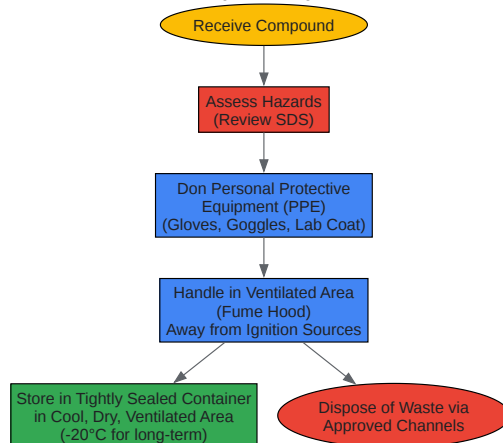 Receive Compound
Assess Hazards
(Review SDS)
Don Personal Protective
Equipment (PPE)
(Gloves, Goggles, Lab Coat)
Handle in Ventilated Area
(Fume Hood)
Away from Ignition Sources
Store in Tightly Sealed Container
in Cool, Dry, Ventilated Area
(-20°C for long-term)
Dispose of Waste via
Approved Channels